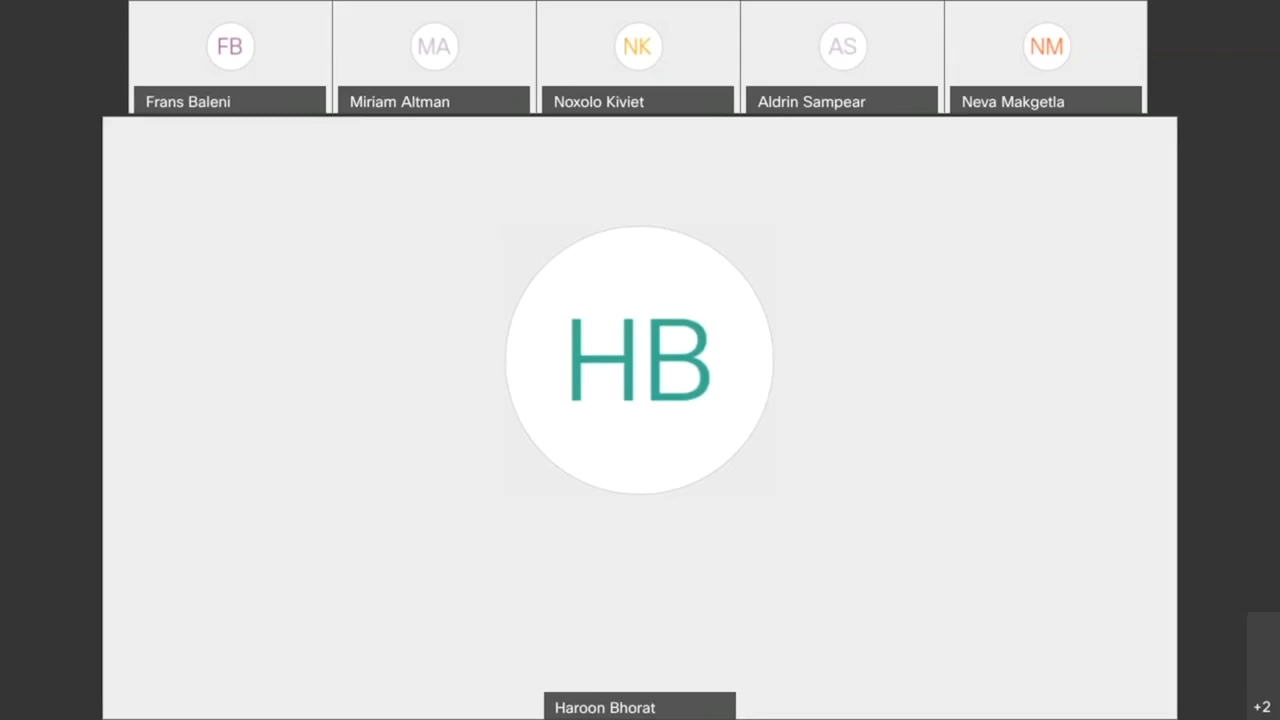 FB
MA
NK
AS
NM
Frans Baleni
Miriam Altman
Noxolo Kiviet
Aldrin Sampear
Neva Makgetla
HB
Haroon Bhorat
+2